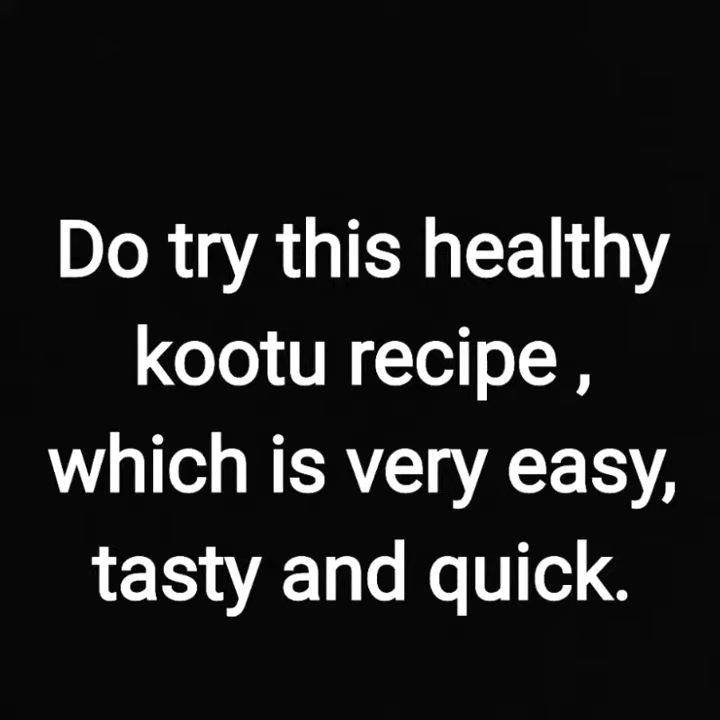 Do try this healthy
kootu recipe ,
which is very easy,
tasty and quick.